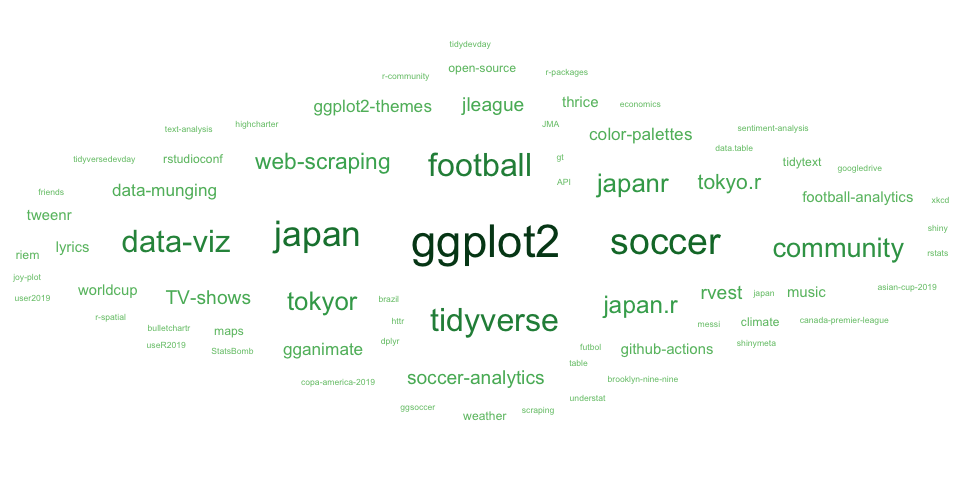 tidydevday
open-source
r-community
r-packages
ggplot2-themes
jleague
thrice
economics
highcharter
JMA
text-analysis
color-palettes
sentiment-analysis
data.table
tidyversedevday
rstudioconf
web-scraping
football
gt
tidytext
googledrive
friends
data-munging
API
japanr
tokyo.r
football-analytics
xkcd
tweenr
shiny
riem
lyrics
data-viz
japan
ggplot2
soccer
community
rstats
joy-plot
user2019
worldcup
TV-shows
tokyor
brazil
japan.r
rvest
japan
music
asian-cup-2019
r-spatial
httr
tidyverse
messi
climate
canada-premier-league
bulletchartr
maps
useR2019
StatsBomb
gganimate
dplyr
futbol
github-actions
shinymeta
table
copa-america-2019
soccer-analytics
brooklyn-nine-nine
understat
ggsoccer
weather
scraping